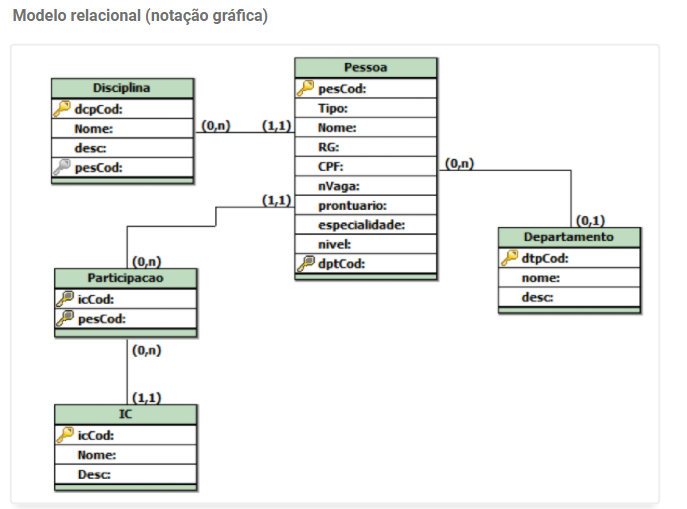 Modelo relacional (notação gráfica)
Disciplina
dcpCod:
Nome:
desc:
pesCod:
(0,n)
(1,1)
Pessoa
pesCod:
Tipo:
Nome:
RG:
CPF:
nVaga:
prontuario:
especialidade:
nivel:
dptCod:
(0,n)
(0,1)
Departamento
dtpCod:
nome:
desc:
(1,1)
(0,n)
Participacao
icCod:
pesCod:
(0,n)
(1,1)
IC
icCod:
Nome:
Desc: